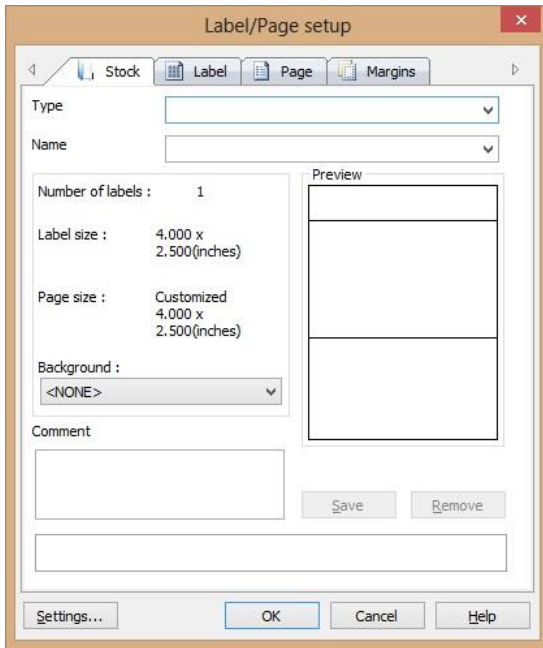 Label/Page setup
Stock Label Page Margins
Type
Name
Number of labels : 1
Label size : 4.000 x
2.500(inches)
Page size : Customized
4.000 x
2.500(inches)
Background :
<NONE>
Preview
Comment
Save Remove
Settings... OK Cancel Help